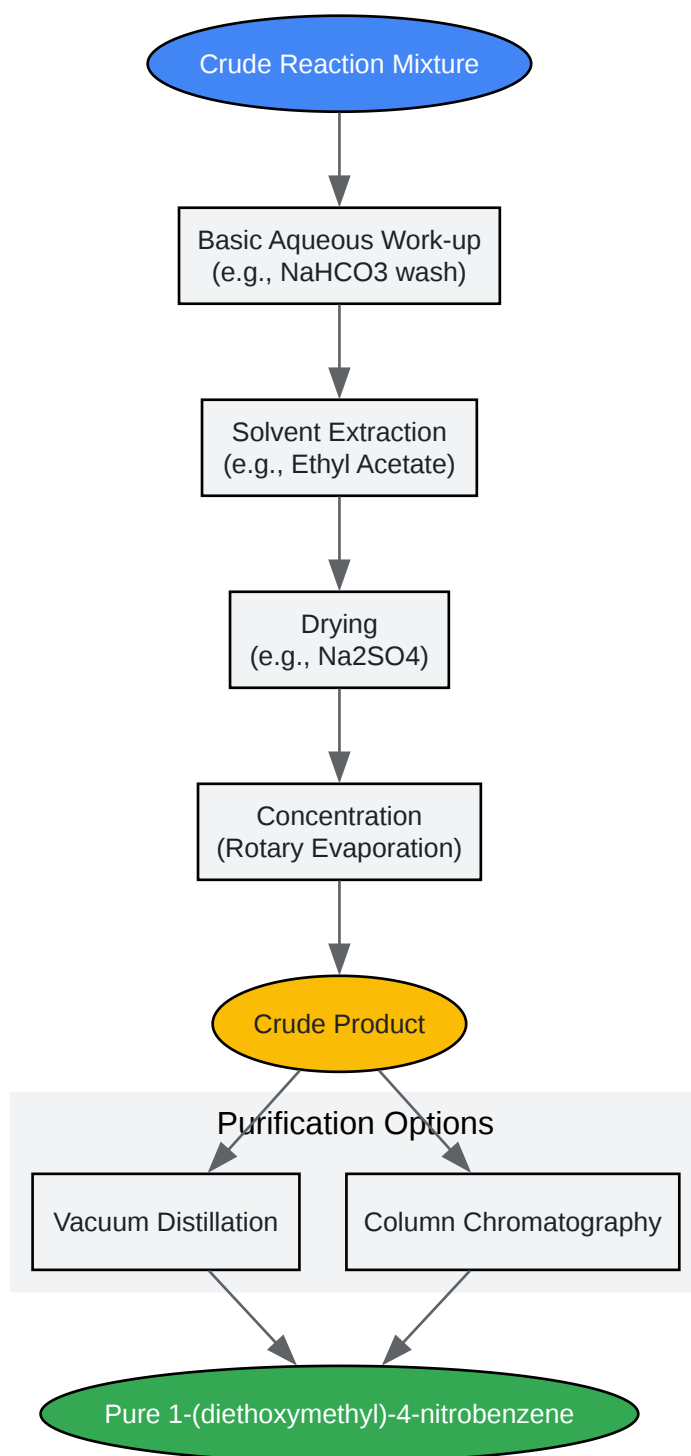 Crude Reaction Mixture
Basic Aqueous Work-up
(e.g., NaHCO3 wash)
Solvent Extraction
(e.g., Ethyl Acetate)
Drying
(e.g., Na2SO4)
Concentration
(Rotary Evaporation)
Crude Product
Purification Options
Vacuum Distillation
Column Chromatography
Pure 1-(diethoxymethyl)-4-nitrobenzene